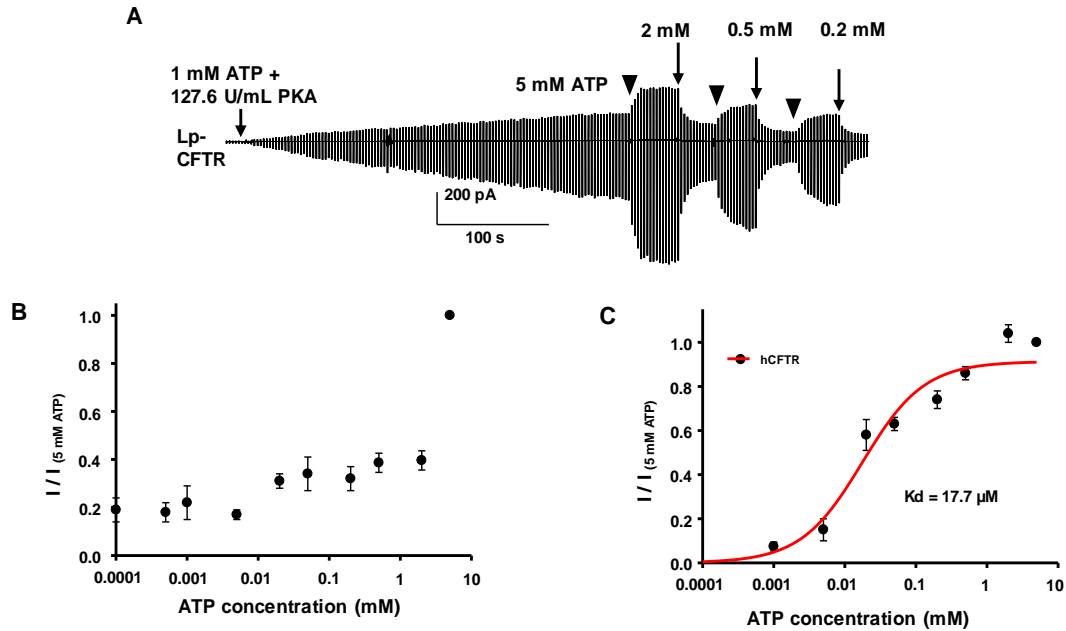 A
2 mM
0.5 mM
0.2 mM
1 mM ATP +
127.6 U/mL PKA
5 mM ATP
Lp-
CFTR
200 pA
100 s
B
1.0
0.8
0.6
0.4
0.2
0.0
I / I (5 mM ATP)
0.0001
0.001
0.01
0.1
1
10
ATP concentration (mM)
C
1.0
0.8
0.6
0.4
0.2
0.0
I / I (5 mM ATP)
hCFTR
Kd = 17.7 µM
0.0001
0.001
0.01
0.1
1
10
ATP concentration (mM)